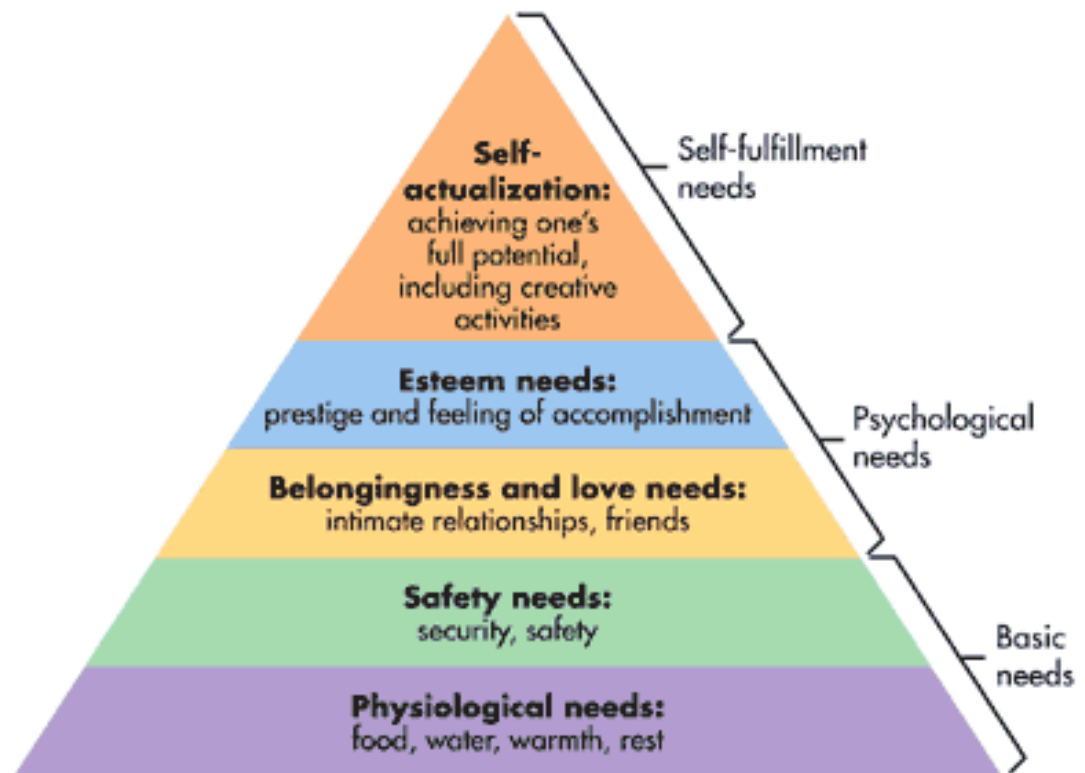 Self-
actualization:
achieving one's
full potential,
including creative
activities
Self-fulfillment
needs
Esteem needs:
prestige and feeling of accomplishment
Psychological
needs
Belongingness and love needs:
intimate relationships, friends
Safety needs:
security, safety
Basic
needs
Physiological needs:
food, water, warmth, rest